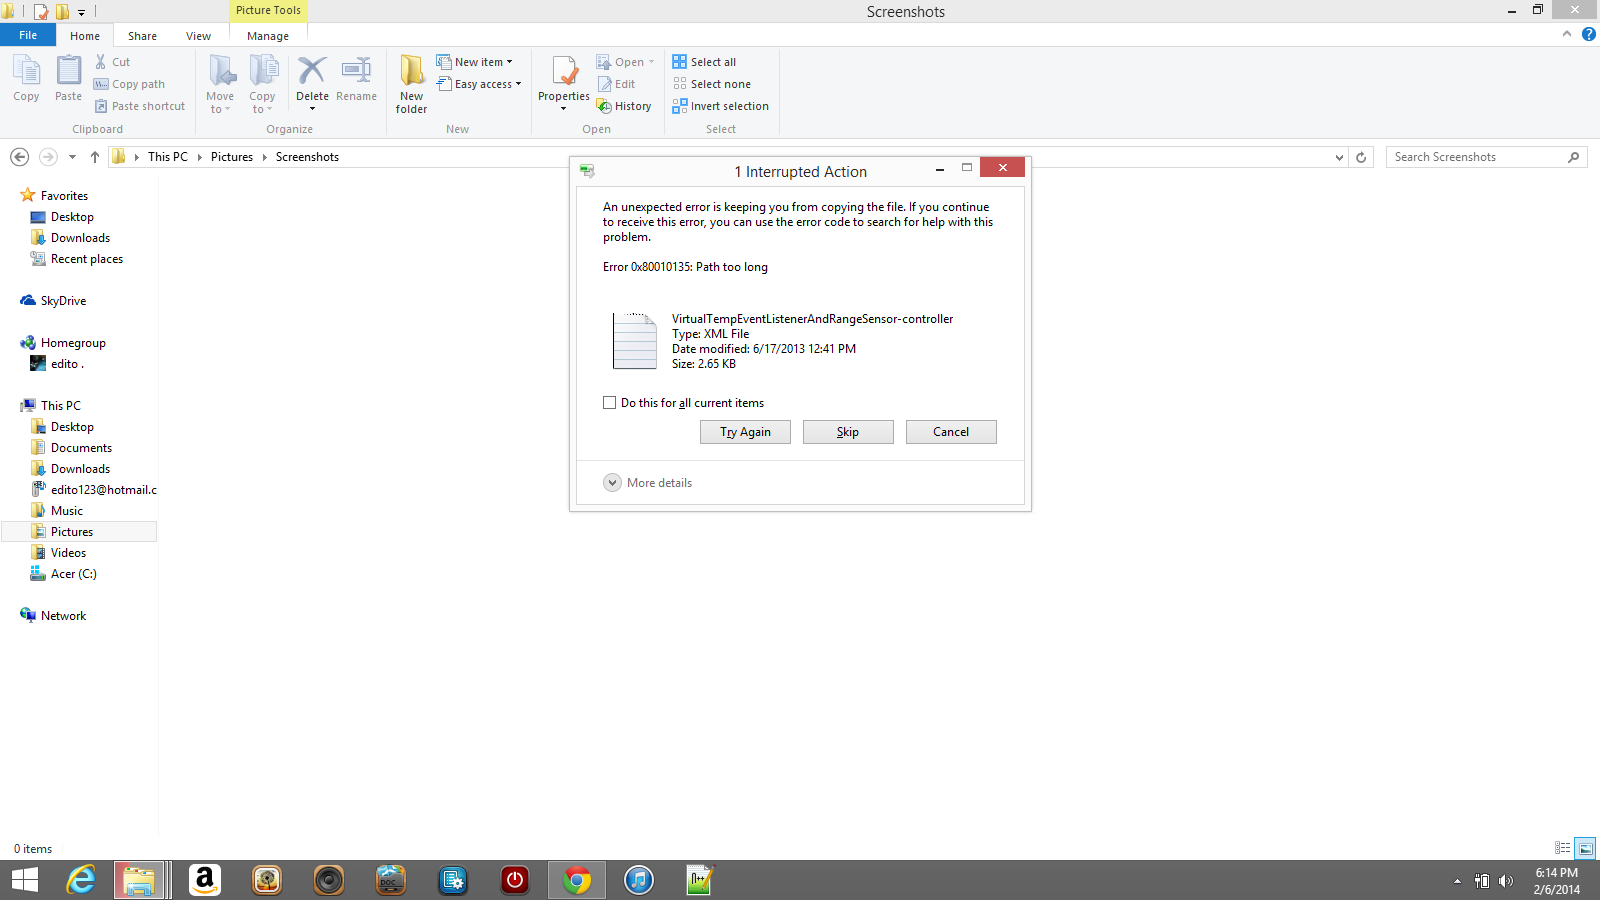 Picture Tools
Screenshots
File
Home
Share
View
Manage
Copy
Paste
Cut
Copy path
Paste shortcut
Clipboard
Move to
Copy to
Delete
Rename
Organize
New folder
New item
Easy access
New
Properties
Open
Edit
History
Open
Select all
Select none
Invert selection
Select
This PC
Pictures
Screenshots
Search Screenshots
Favorites
Desktop
Downloads
Recent places
SkyDrive
Homegroup
edito .
This PC
Desktop
Documents
Downloads
edito123@hotmail.c
Music
Pictures
Videos
Acer (C:)
Network
1 Interrupted Action
An unexpected error is keeping you from copying the file. If you continue
to receive this error, you can use the error code to search for help with this
problem.
Error 0x80010135: Path too long
VirtualTempEventListenerAndRangeSensor-controller
Type: XML File
Date modified: 6/17/2013 12:41 PM
Size: 2.65 KB
Do this for all current items
Try Again
Skip
Cancel
More details
0 items
a
DOC
6:14 PM
2/6/2014